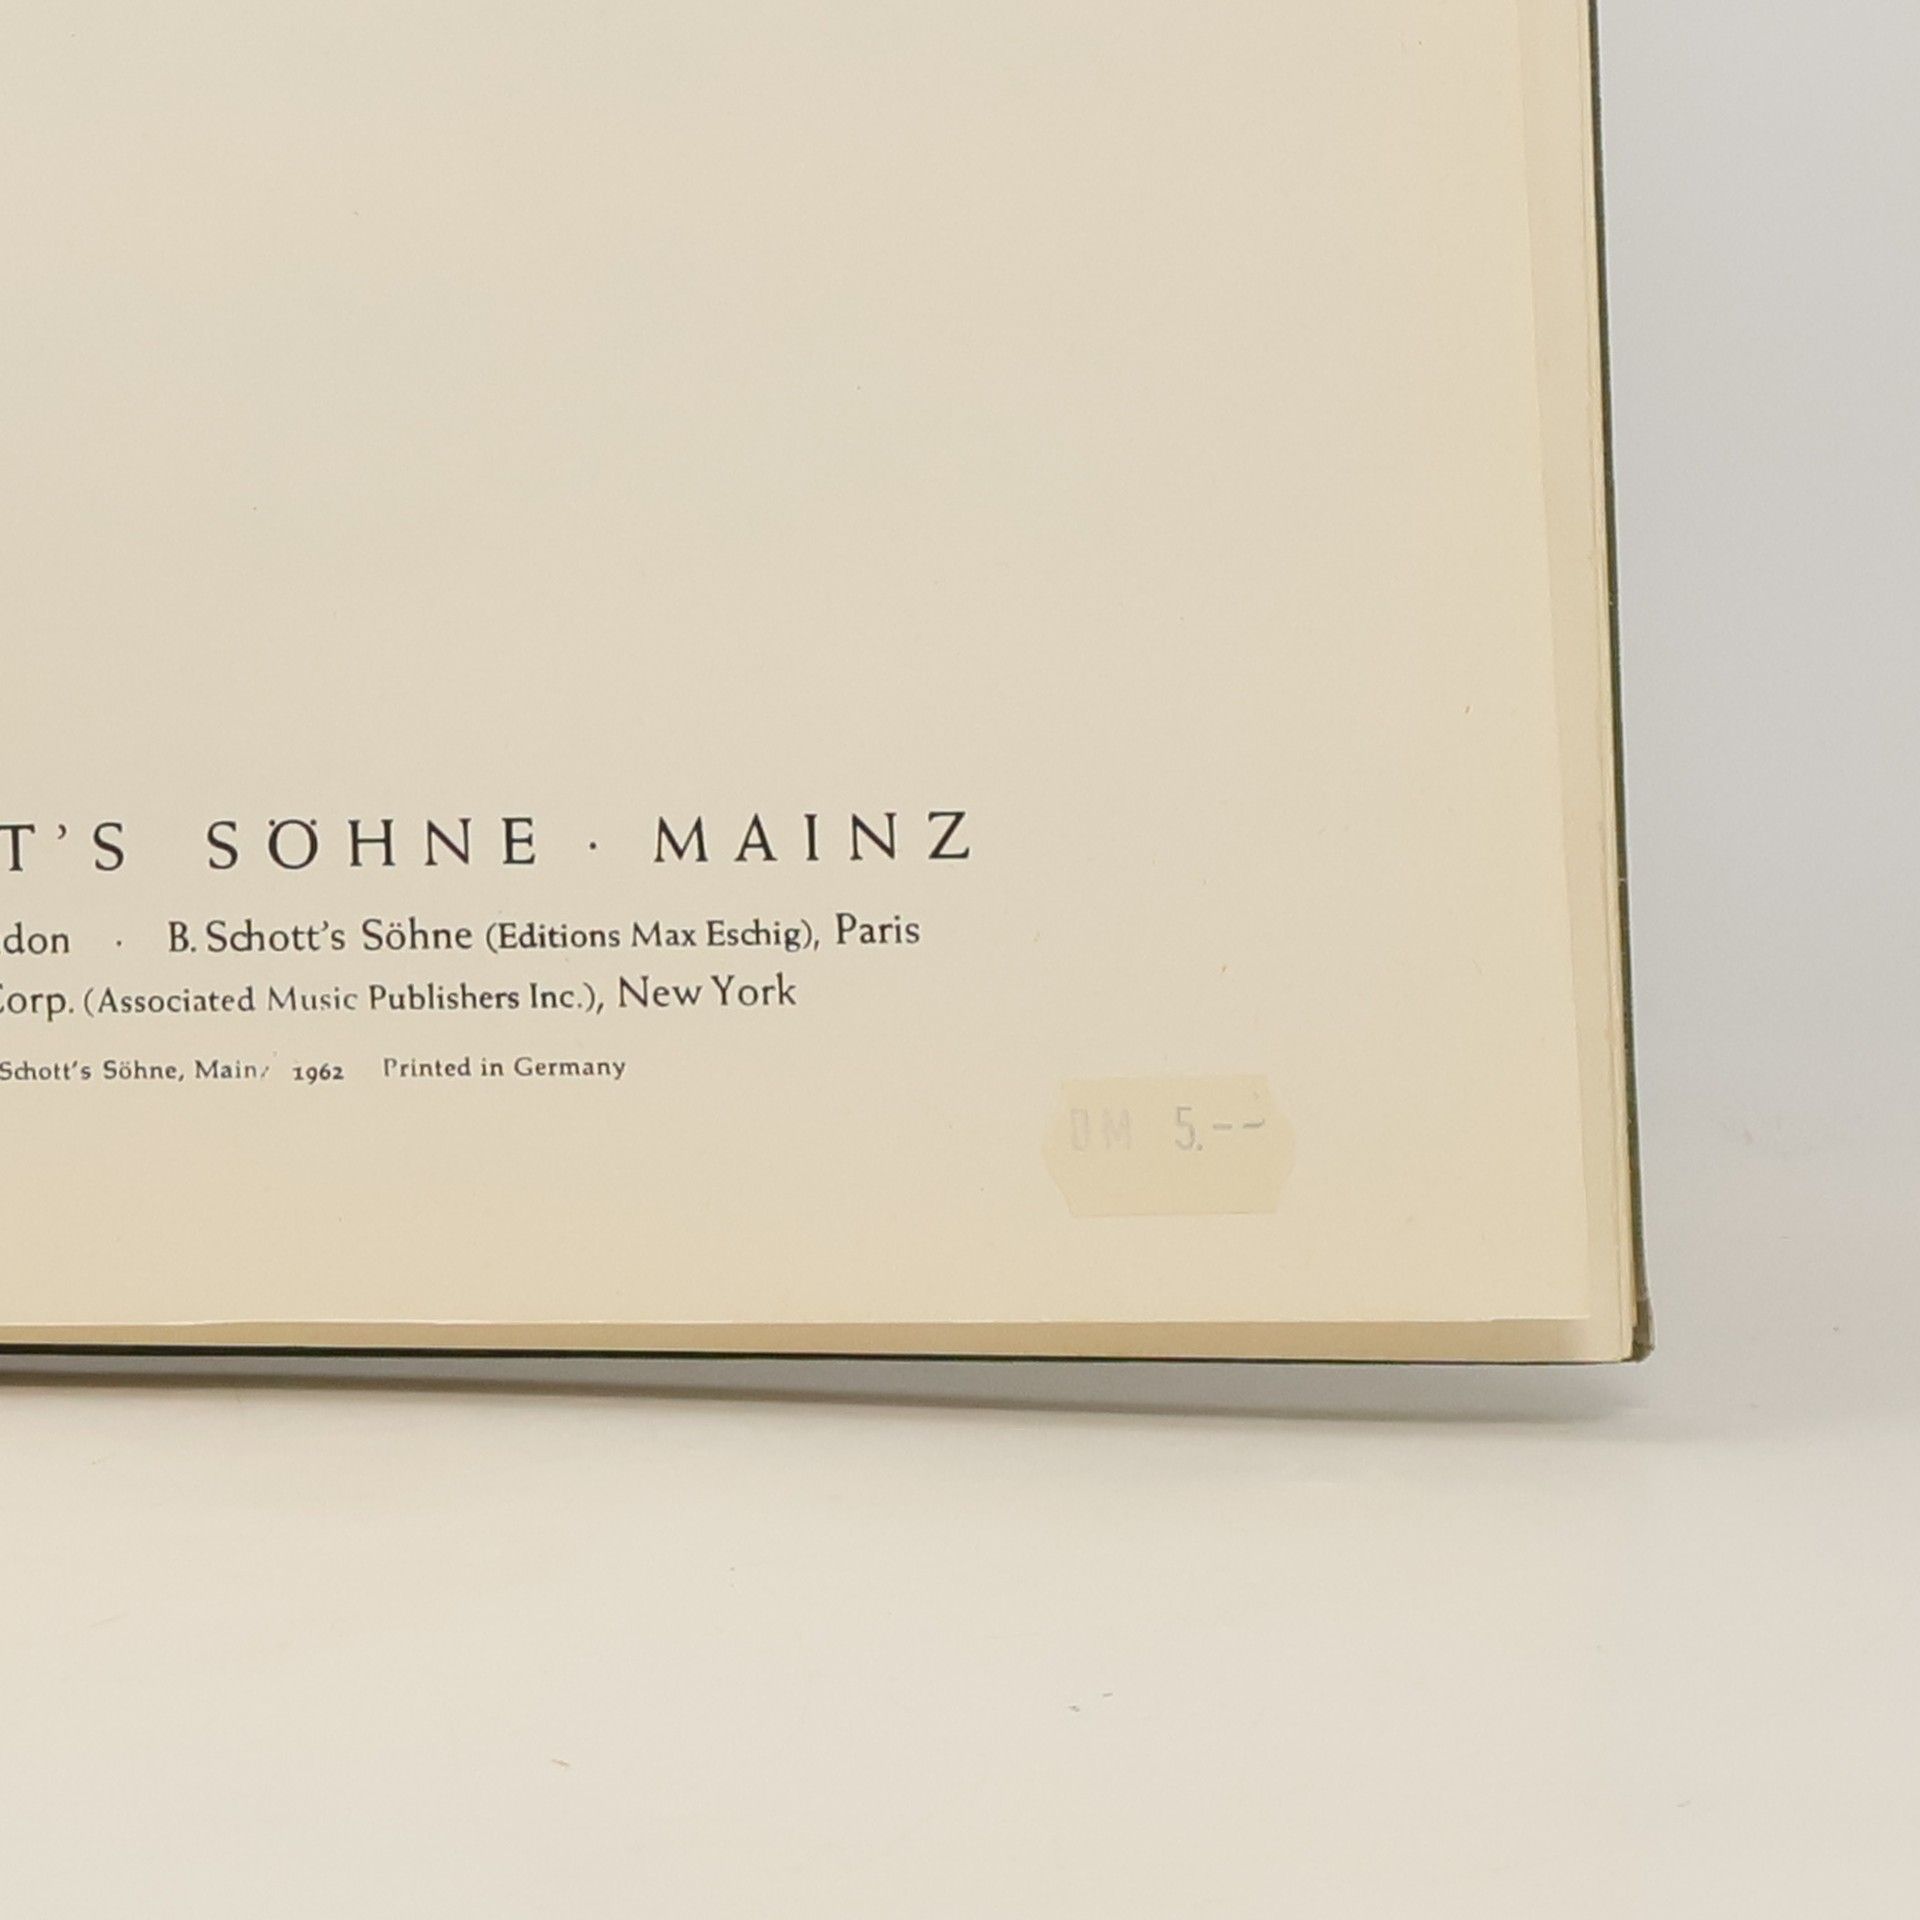 T'S SÖHNE · MAINZ
don · B. Schott's Söhne (Editions Max Eschig), Paris
Corp. (Associated Music Publishers Inc.), New York
Schott's Söhne, Mainz 1962 Printed in Germany
DM 5.--